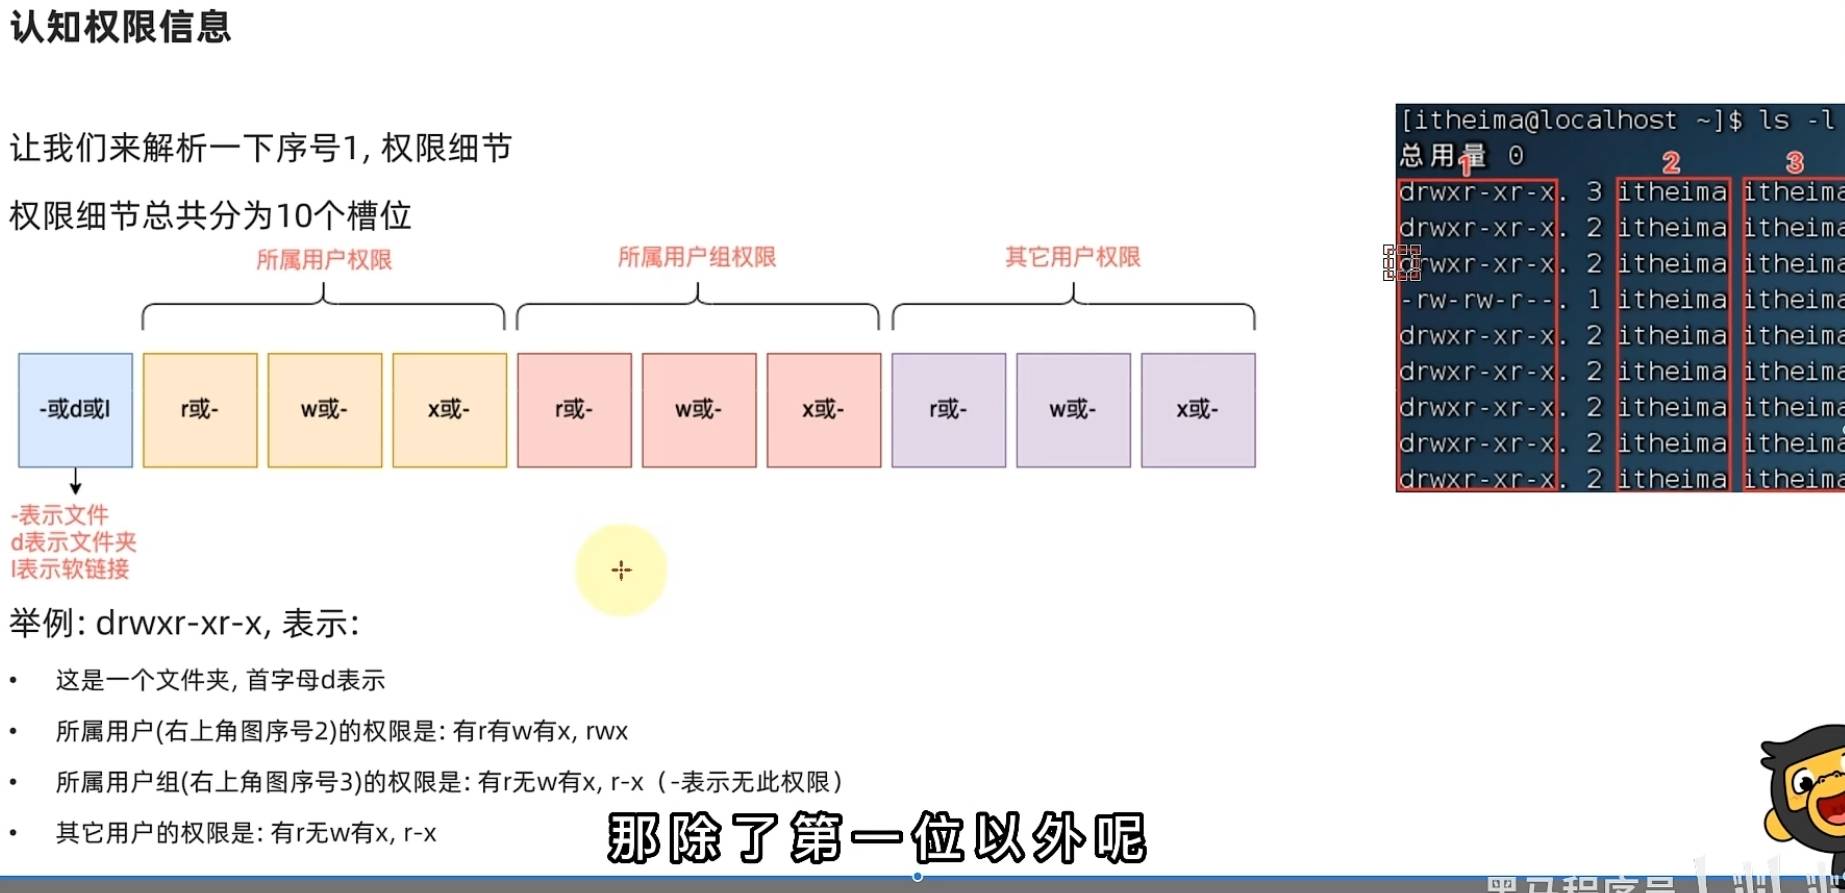 认知权限信息
让我们来解析一下序号1, 权限细节
权限细节总共分为10个槽位
所属用户权限 所属用户组权限 其它用户权限
-或d或l r或- w或- x或- r或- w或- x或- r或- w或- x或-
-表示文件
d表示文件夹
l表示软链接
举例: drwxr-xr-x, 表示:
• 这是一个文件夹, 首字母d表示
• 所属用户(右上角图序号2)的权限是: 有r有w有x, rwx
• 所属用户组(右上角图序号3)的权限是: 有r无w有x, r-x（-表示无此权限）
• 其它用户的权限是: 有r无w有x, r-x
[itheima@localhost ~]$ ls -l
总用量 0
1 2 3
drwxr-xr-x. 3 itheima itheima
drwxr-xr-x. 2 itheima itheima
drwxr-xr-x. 2 itheima itheima
-rw-rw-r--. 1 itheima itheima
drwxr-xr-x. 2 itheima itheima
drwxr-xr-x. 2 itheima itheima
drwxr-xr-x. 2 itheima itheima
drwxr-xr-x. 2 itheima itheima
drwxr-xr-x. 2 itheima itheima
那除了第一位以外呢
黑马程序员